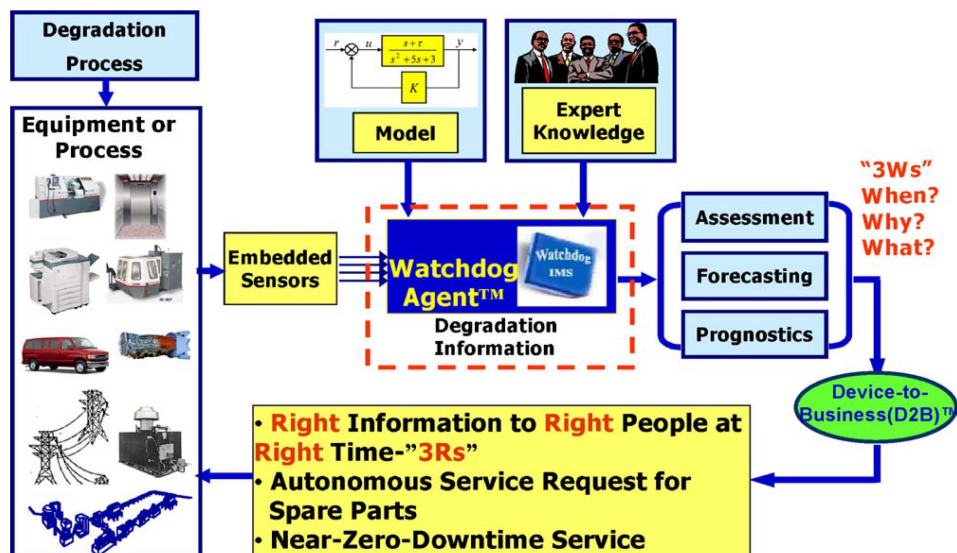 Degradation
Process
Equipment or
Process
r
u
s + τ
s² + 5s + 3
y
K
Model
Expert
Knowledge
Embedded
Sensors
Watchdog
Agent™
Watchdog
IMS
Degradation
Information
Assessment
Forecasting
Prognostics
“3Ws”
When?
Why?
What?
Device-to-
Business(D2B)™
• Right Information to Right People at
Right Time-”3Rs”
• Autonomous Service Request for
Spare Parts
• Near-Zero-Downtime Service